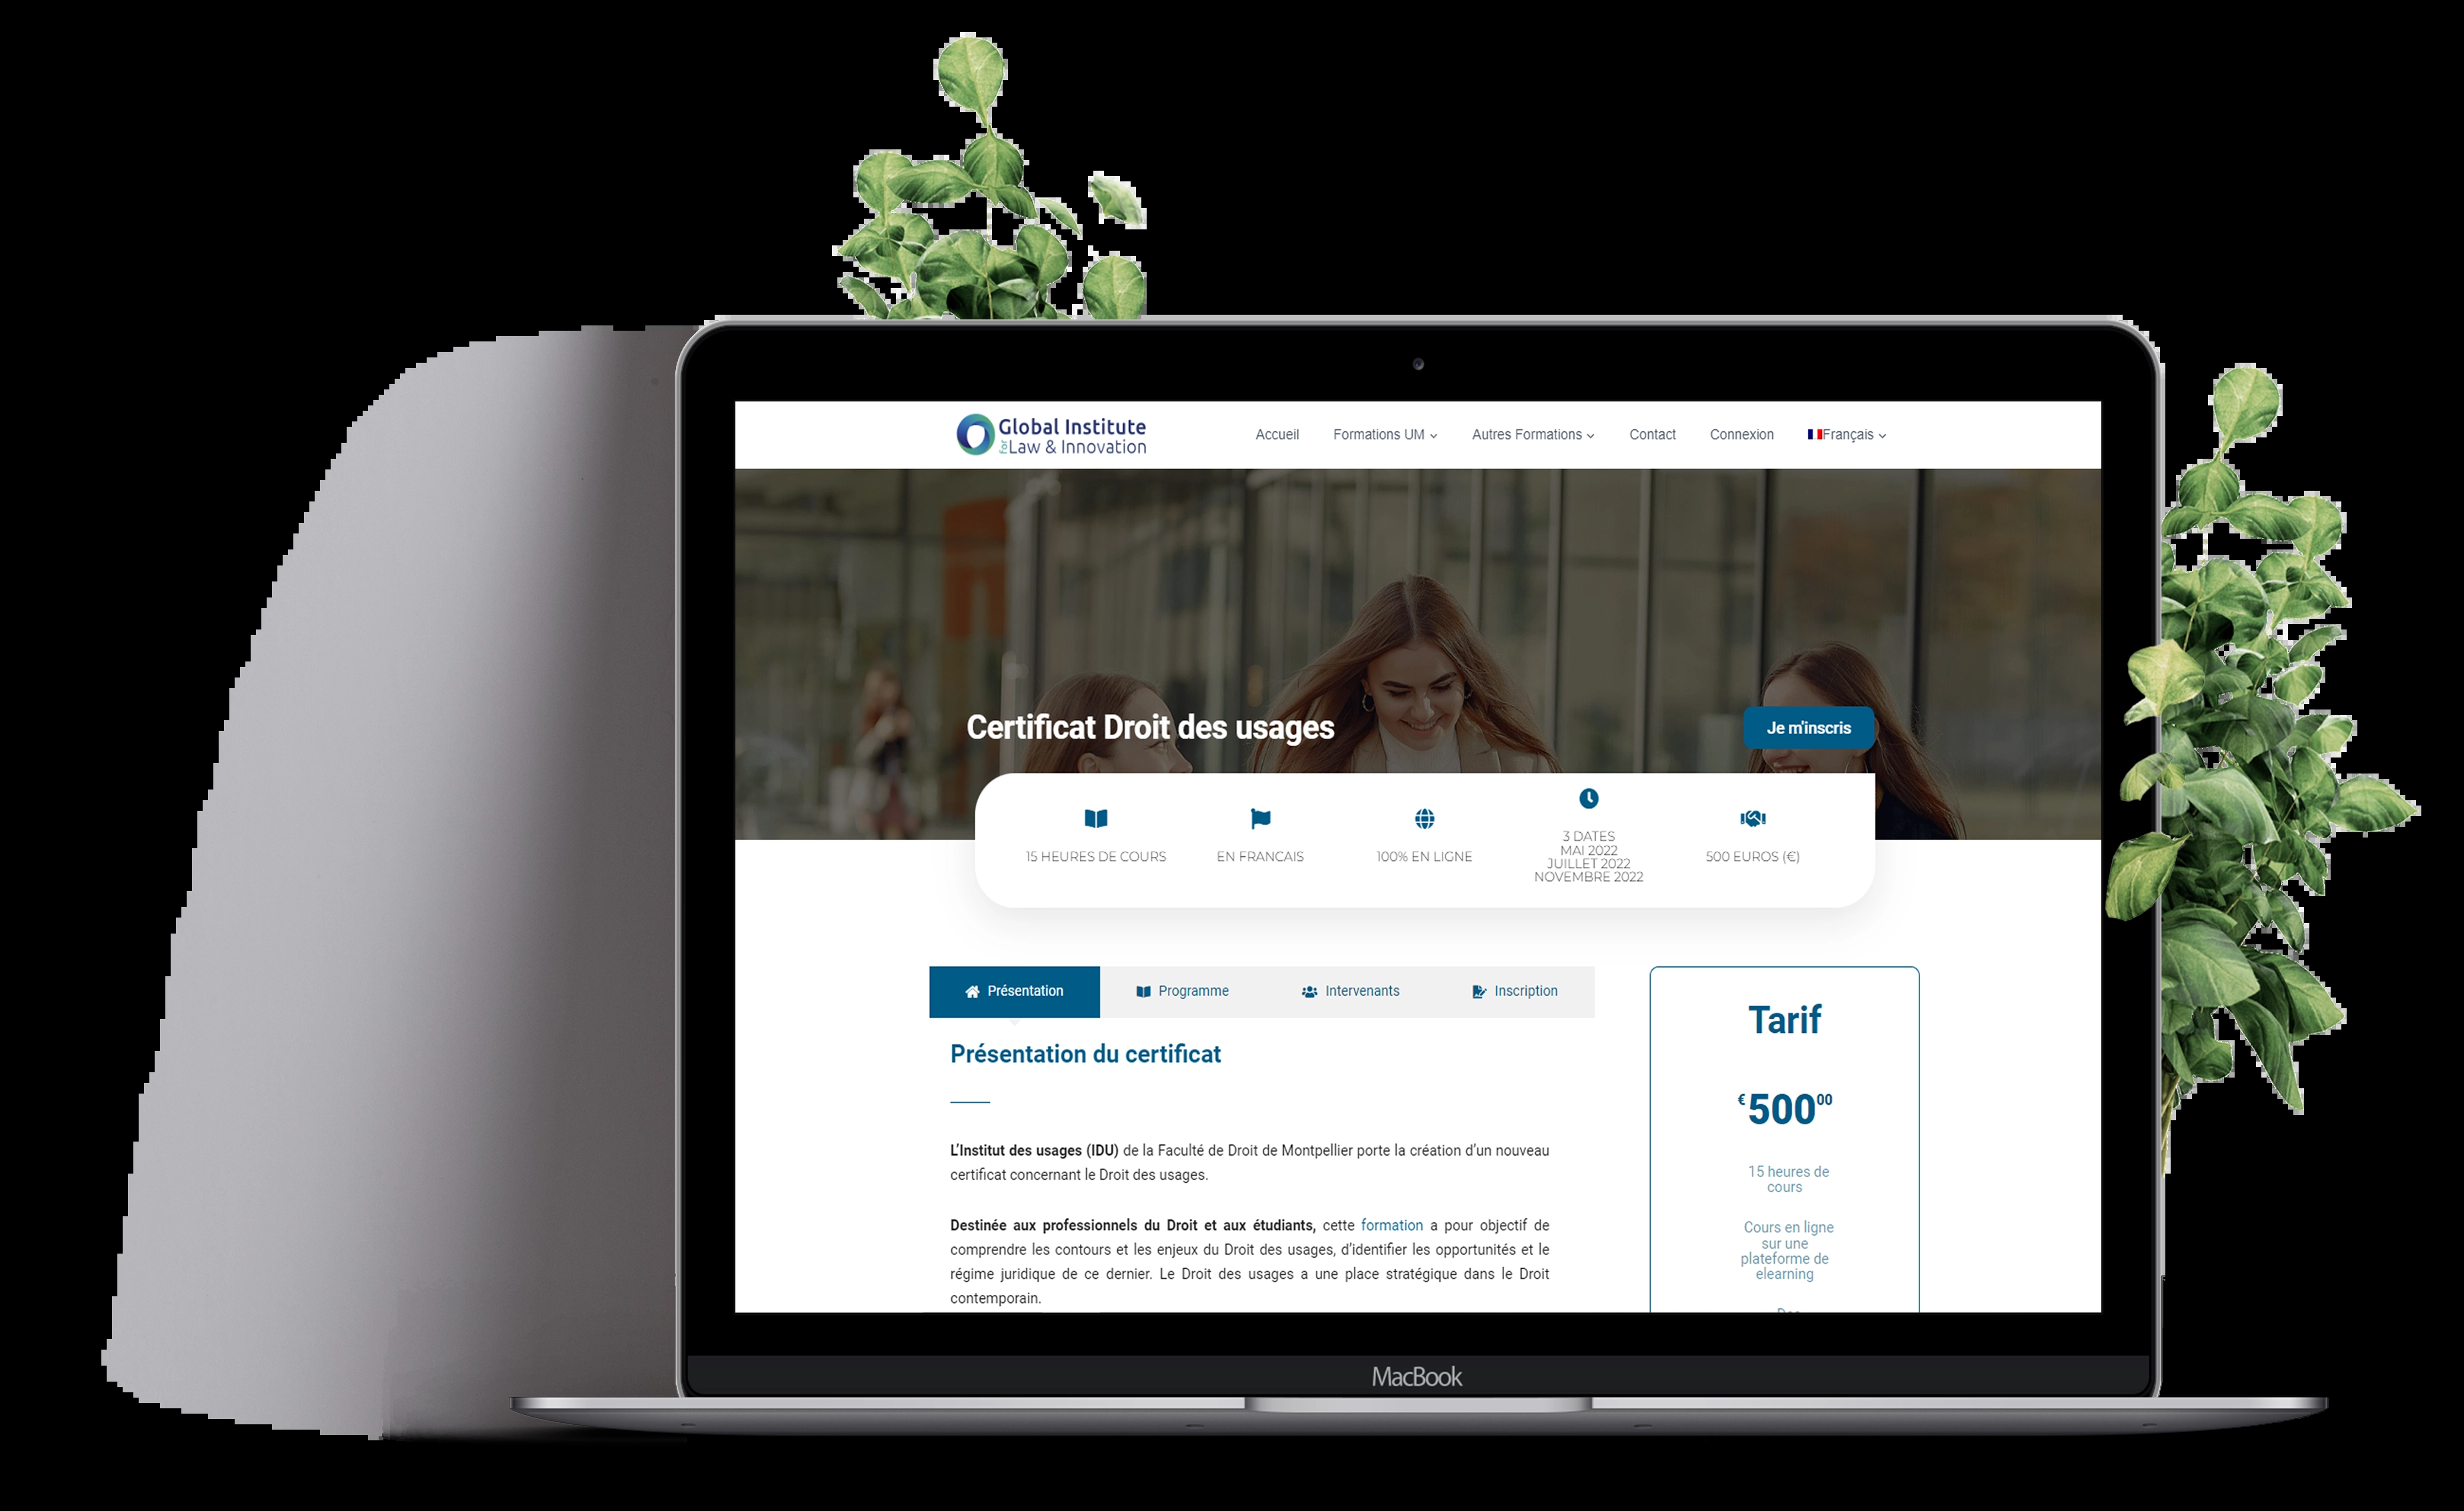 Global Institute
for Law & Innovation
Accueil Formations UM Autres Formations Contact Connexion Français
Certificat Droit des usages
Je m'inscris
15 HEURES DE COURS
EN FRANCAIS
100% EN LIGNE
3 DATES
MAI 2022
JUILLET 2022
NOVEMBRE 2022
500 EUROS (€)
Présentation Programme Intervenants Inscription
Présentation du certificat
L'Institut des usages (IDU) de la Faculté de Droit de Montpellier porte la création d'un nouveau
certificat concernant le Droit des usages.
Destinée aux professionnels du Droit et aux étudiants, cette formation a pour objectif de
comprendre les contours et les enjeux du Droit des usages, d'identifier les opportunités et le
régime juridique de ce dernier. Le Droit des usages a une place stratégique dans le Droit
contemporain.
Tarif
€50000
15 heures de
cours
Cours en ligne
sur une
plateforme de
elearning
MacBook